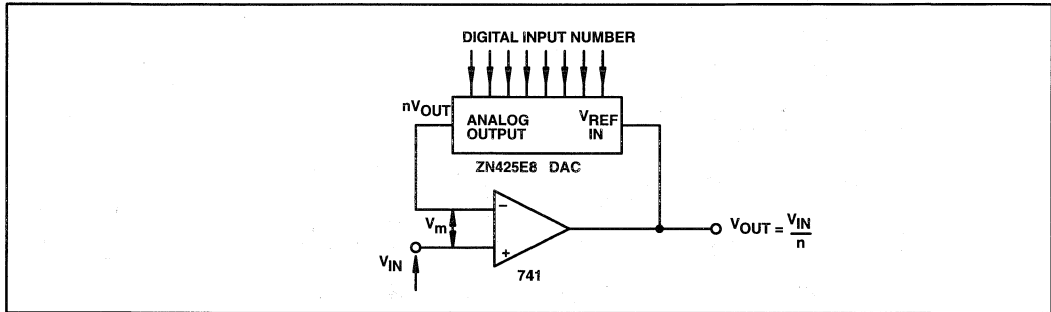 DIGITAL INPUT NUMBER
nVOUT
ANALOG OUTPUT
VREF IN
ZN425E8 DAC
−
Vm
+
VIN
741
VOUT = VIN/n